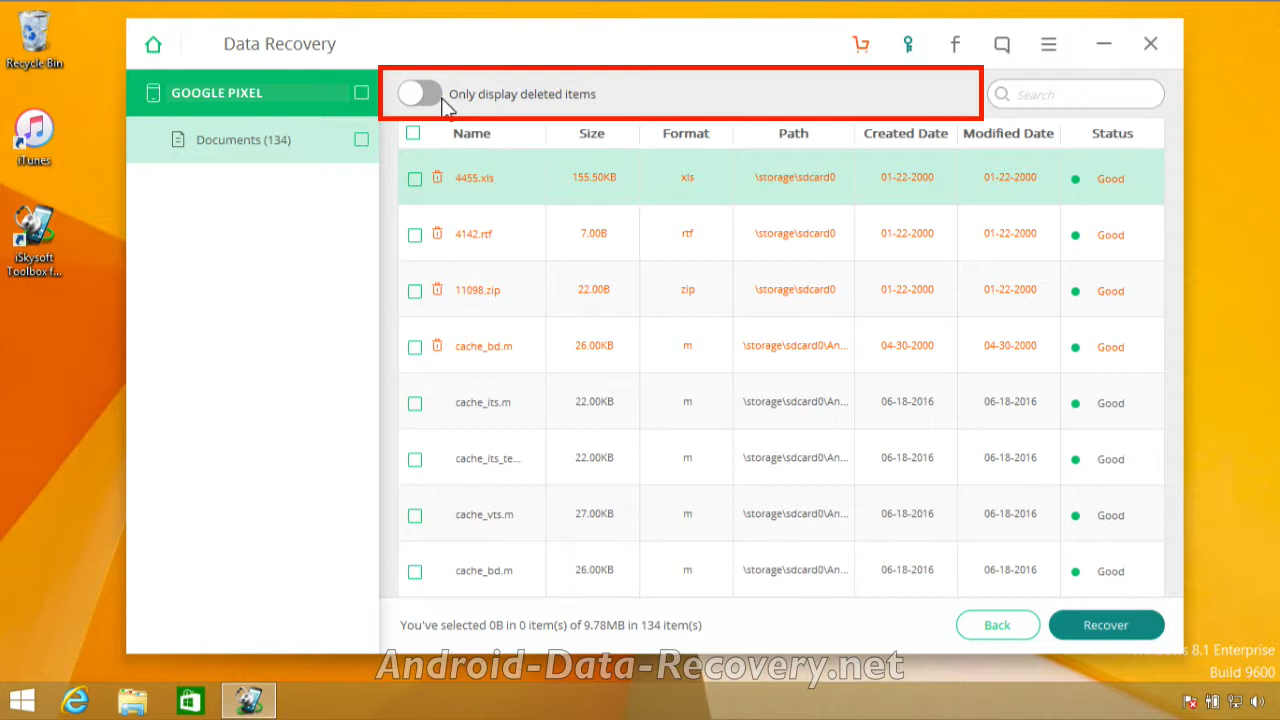 Recycle Bin
iTunes
iSkysoft
Toolbox f...
Data Recovery
GOOGLE PIXEL
Documents (134)
Only display deleted items
Search
Name Size Format Path Created Date Modified Date Status
4455.xls 155.50KB xls \storage\sdcard0 01-22-2000 01-22-2000 Good
4142.rtf 7.00B rtf \storage\sdcard0 01-22-2000 01-22-2000 Good
11098.zip 22.00B zip \storage\sdcard0 01-22-2000 01-22-2000 Good
cache_bd.m 26.00KB m \storage\sdcard0\An... 04-30-2000 04-30-2000 Good
cache_its.m 22.00KB m \storage\sdcard0\An... 06-18-2016 06-18-2016 Good
cache_its_te... 22.00KB m \storage\sdcard0\An... 06-18-2016 06-18-2016 Good
cache_vts.m 27.00KB m \storage\sdcard0\An... 06-18-2016 06-18-2016 Good
cache_bd.m 26.00KB m \storage\sdcard0\An... 06-18-2016 06-18-2016 Good
You've selected 0B in 0 item(s) of 9.78MB in 134 item(s)
Back
Recover
8.1 Enterprise
Build 9600
Android-Data-Recovery.net